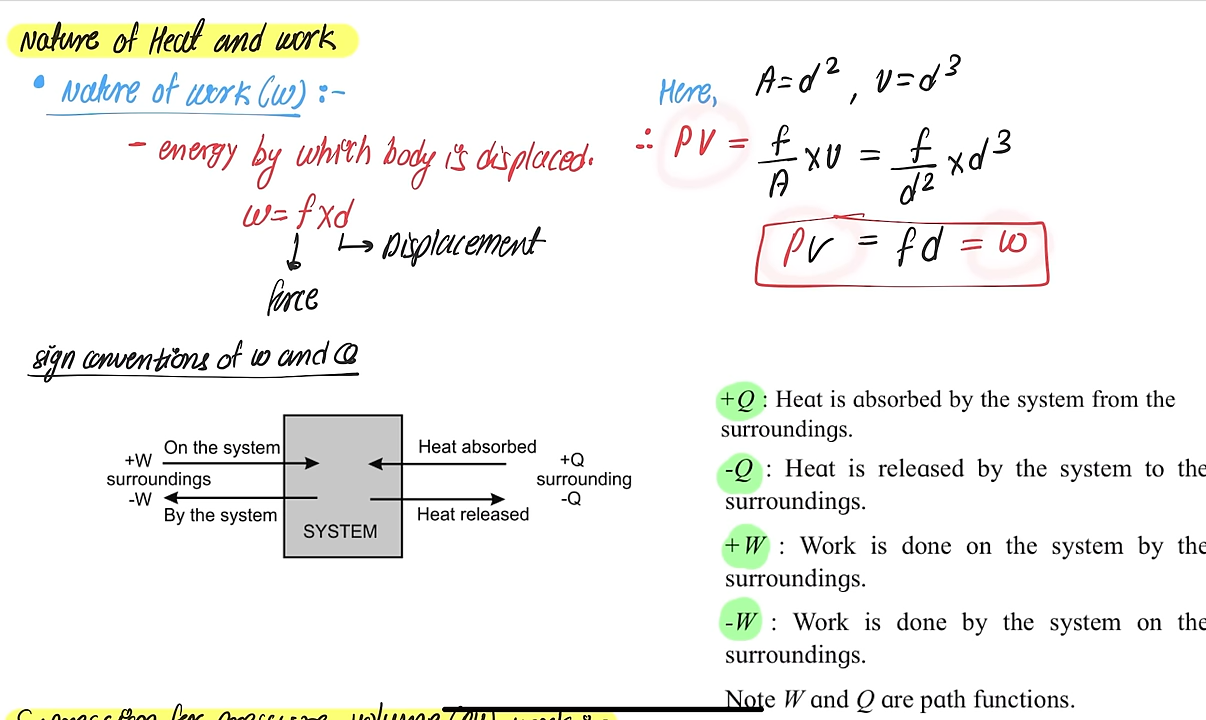 Nature of Heat and work
• Nature of work (w) :-
- energy by which body is displaced.
w = f x d
Displacement
force
Here, A = d², v = d³
∴ PV = f/A x v = f/d² x d³
PV = fd = w
sign conventions of w and Q
On the system
+W
surroundings
-W
By the system
SYSTEM
Heat absorbed
+Q
surrounding
-Q
Heat released
+Q : Heat is absorbed by the system from the
surroundings.
-Q : Heat is released by the system to the
surroundings.
+W : Work is done on the system by the
surroundings.
-W : Work is done by the system on the
surroundings.
Note W and Q are path functions.